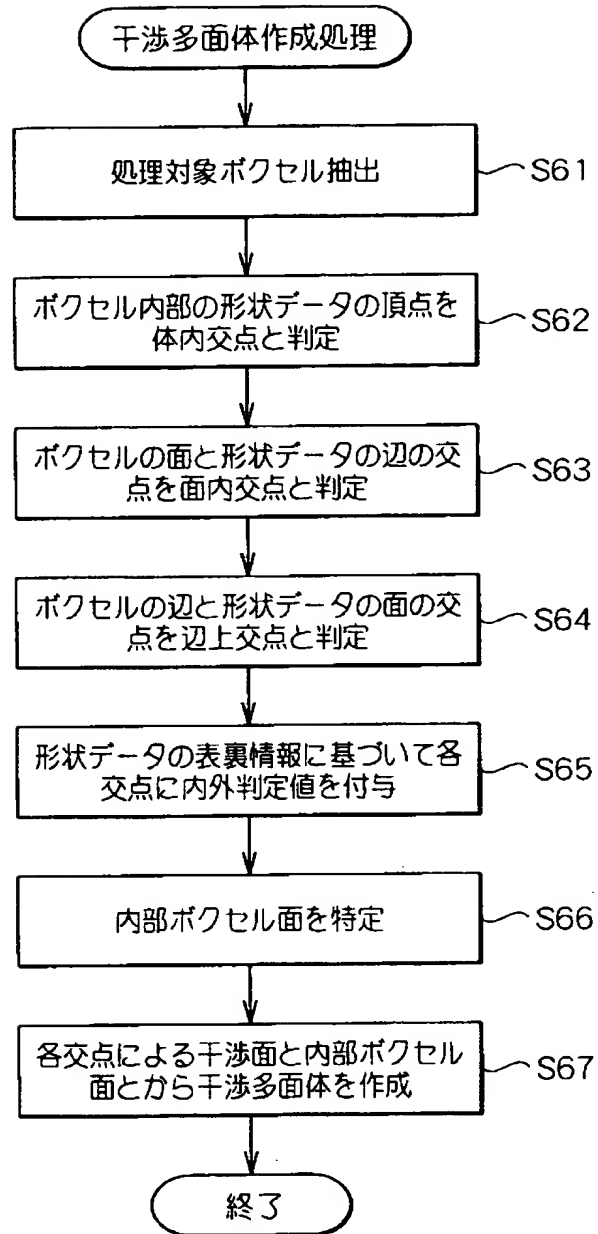 干渉多面体作成処理
処理対象ボクセル抽出
S61
ボクセル内部の形状データの頂点を
体内交点と判定
S62
ボクセルの面と形状データの辺の交
点を面内交点と判定
S63
ボクセルの辺と形状データの面の交
点を辺上交点と判定
S64
形状データの表裏情報に基づいて各
交点に内外判定値を付与
S65
内部ボクセル面を特定
S66
各交点による干渉面と内部ボクセル
面とから干渉多面体を作成
S67
終了